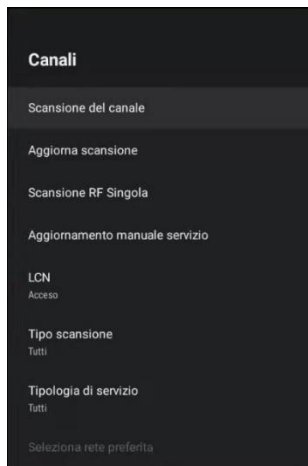 Canali
Scansione del canale
Aggiorna scansione
Scansione RF Singola
Aggiornamento manuale servizio
LCN
Acceso
Tipo scansione
Tutti
Tipologia di servizio
Tutti
Seleziona rete preferita